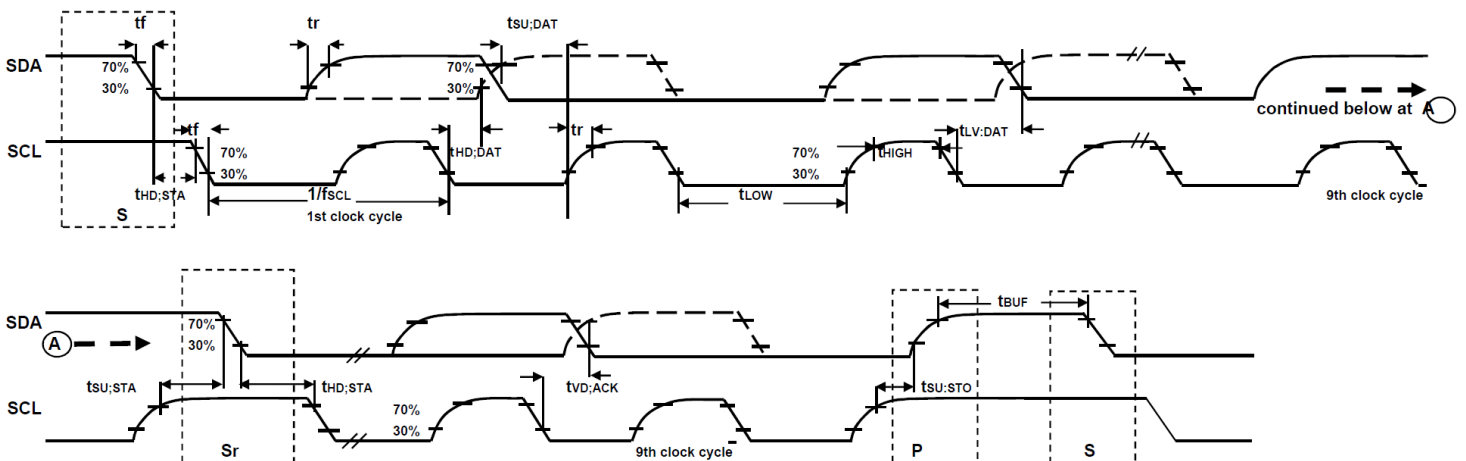 tf tr tSU;DAT
SDA 70% 70%
30% 30%
continued below at A
tf tHD;DAT tr tLV:DAT
SCL 70% 70% tHIGH
30% 30%
tHD;STA 1/fSCL tLOW
S 1st clock cycle 9th clock cycle
tBUF
SDA 70%
A 30%
tSU;STA tHD;STA tVD;ACK tSU:STO
SCL 70%
30%
Sr 9th clock cycle P S